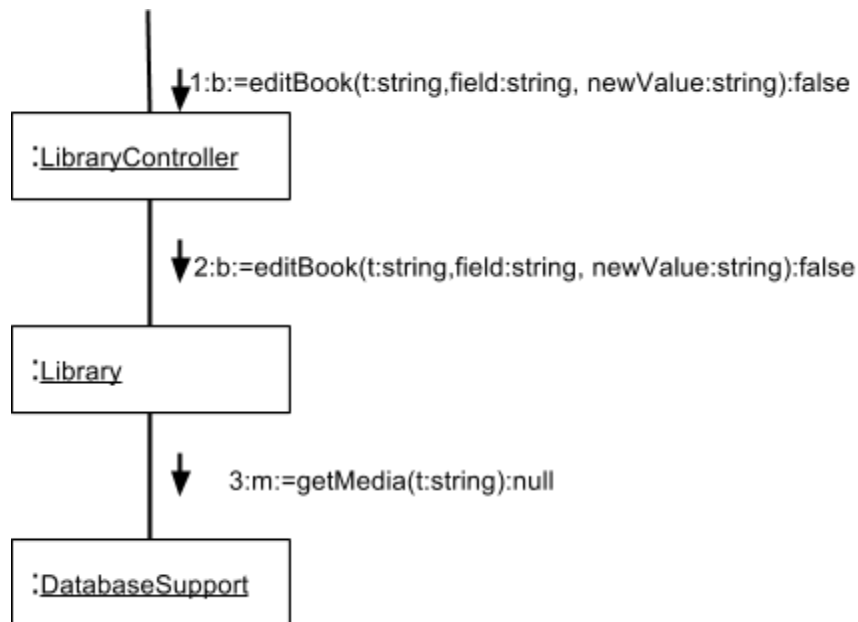 1:b:=editBook(t:string,field:string, newValue:string):false
:LibraryController
2:b:=editBook(t:string,field:string, newValue:string):false
:Library
3:m:=getMedia(t:string):null
:DatabaseSupport